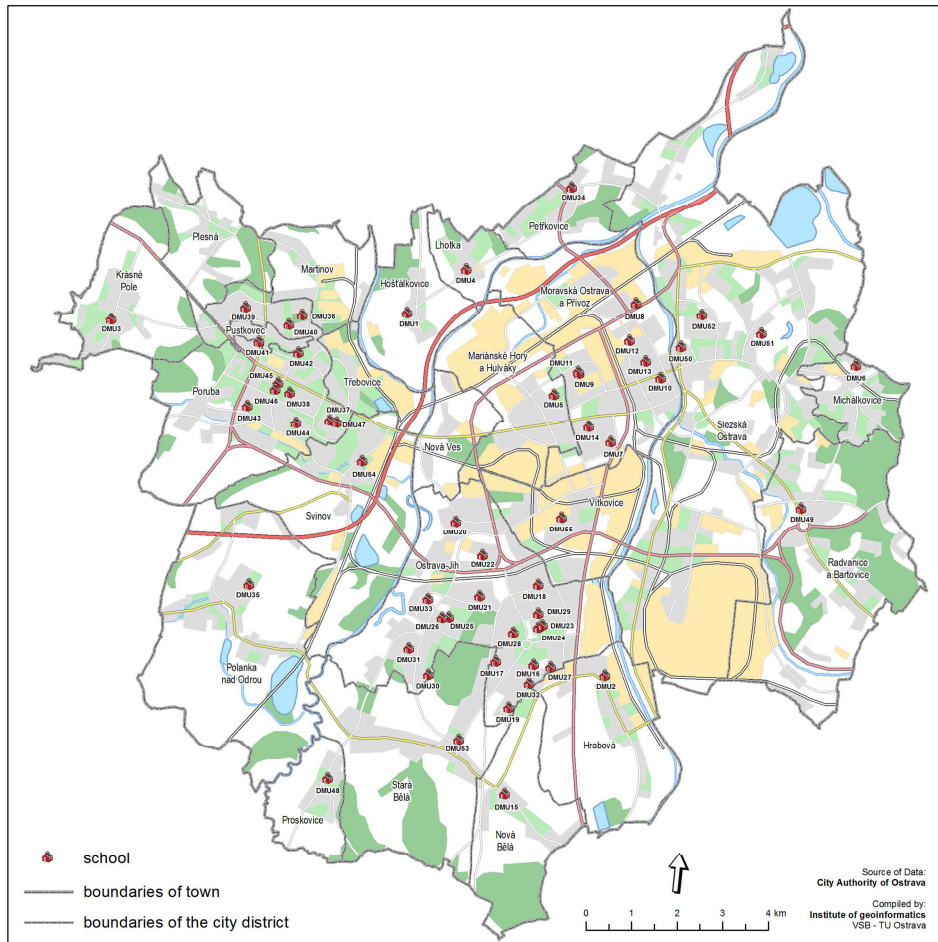 DMU34
Petřkovice
Plesná
Lhotka
Martinov
Krásné
Pole
Hošťálkovice
DMU4
Moravská Ostrava
a Přívoz
DMU3
DMU39
DMU36
DMU1
DMU8
DMU52
Pustkovec
DMU40
DMU51
DMU41
DMU42
Mariánské Hory
a Hulváky
DMU11
DMU12
DMU13
DMU50
DMU6
DMU45
Třebovice
DMU9
DMU10
Poruba
DMU46
DMU38
DMU5
Michálkovice
DMU43
DMU37
DMU44
DMU47
DMU14
Slezská
Ostrava
Nová Ves
DMU7
DMU54
Svinov
Vítkovice
DMU20
DMU49
Ostrava-Jih
DMU22
Radvanice
a Bartovice
DMU35
DMU33
DMU21
DMU18
DMU29
DMU26
DMU25
DMU23
DMU24
DMU28
DMU31
Polanka
nad Odrou
DMU17
DMU16
DMU27
DMU30
DMU32
DMU2
DMU19
DMU53
Hrabová
DMU48
Stará
Bělá
DMU15
Proskovice
Nová
Bělá
school
boundaries of town
boundaries of the city district
0 1 2 3 4 km
Source of Data:
City Authority of Ostrava
Compiled by:
Institute of geoinformatics
VSB - TU Ostrava